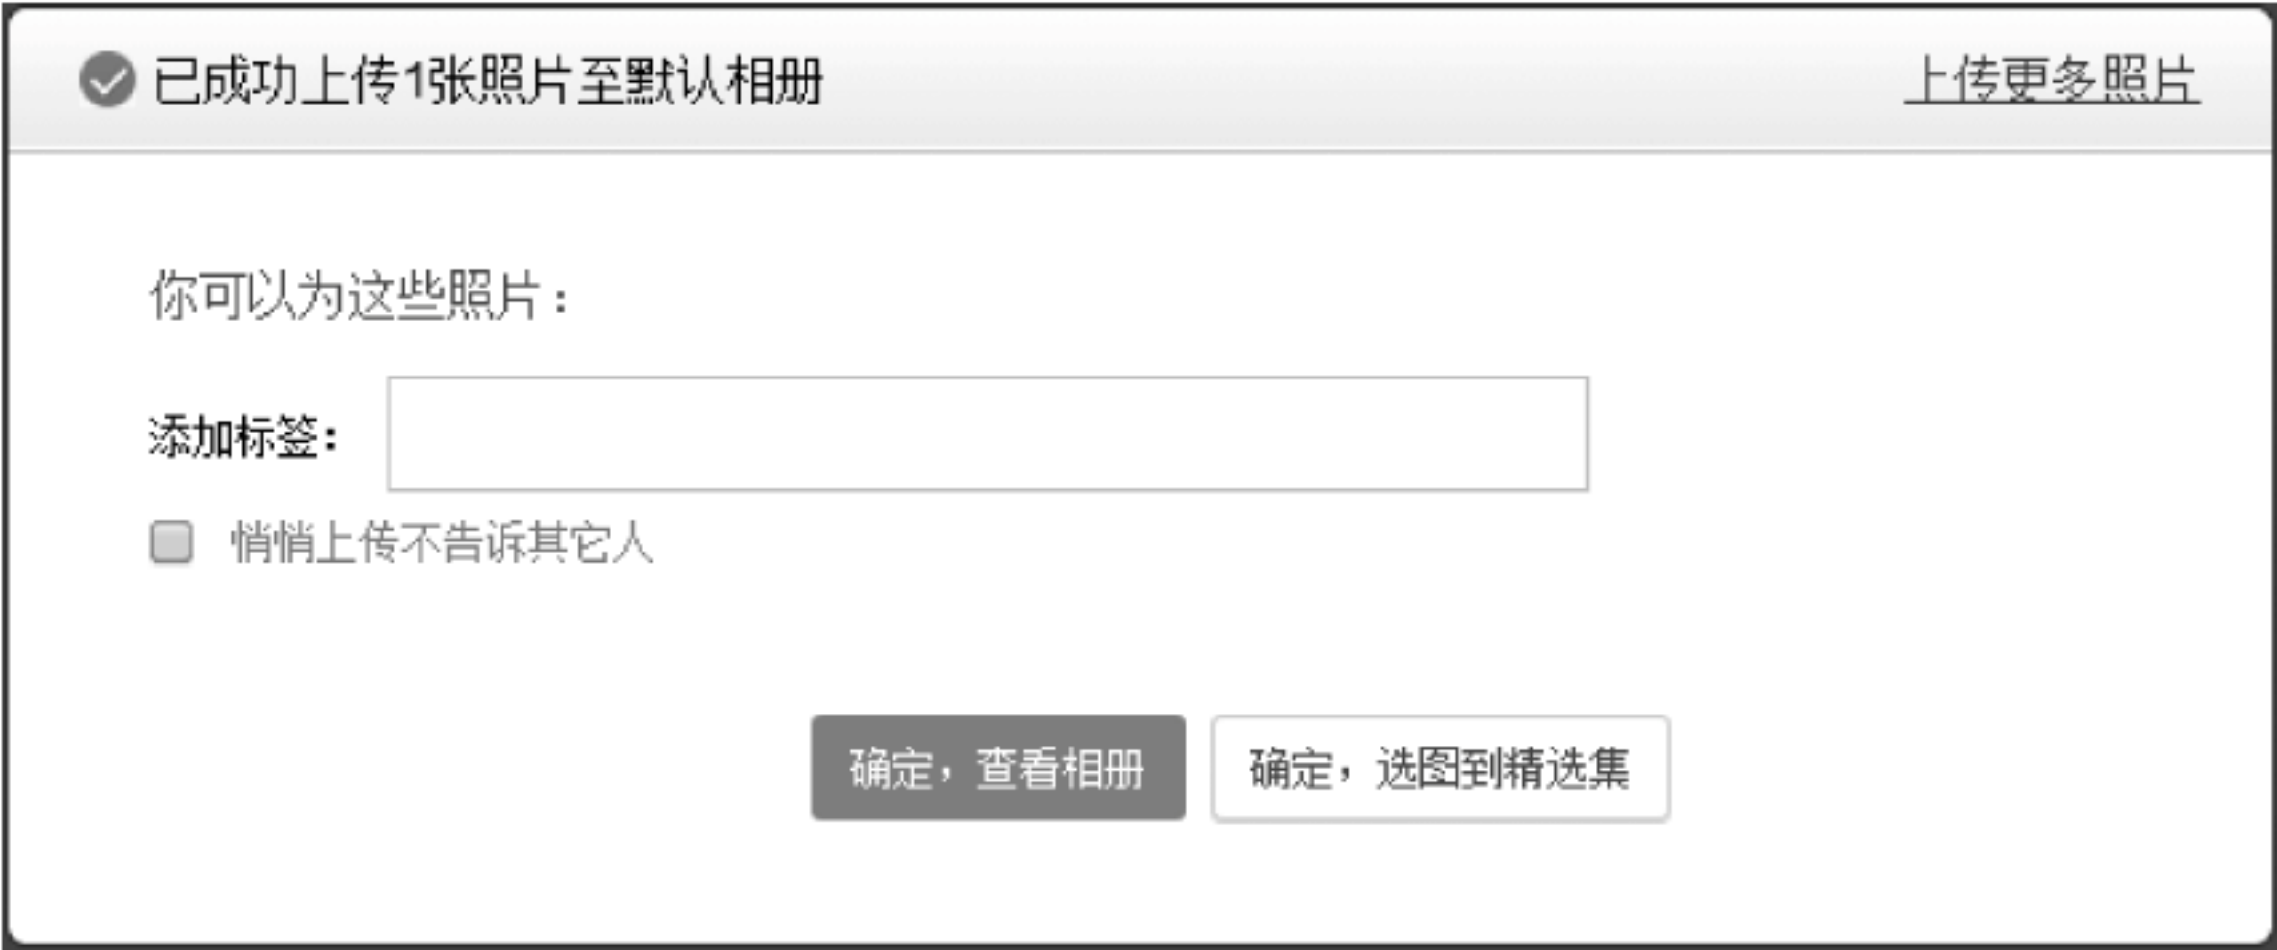 已成功上传1张照片至默认相册 上传更多照片
你可以为这些照片：
添加标签：
悄悄上传不告诉其它人
确定，查看相册 确定，选图到精选集